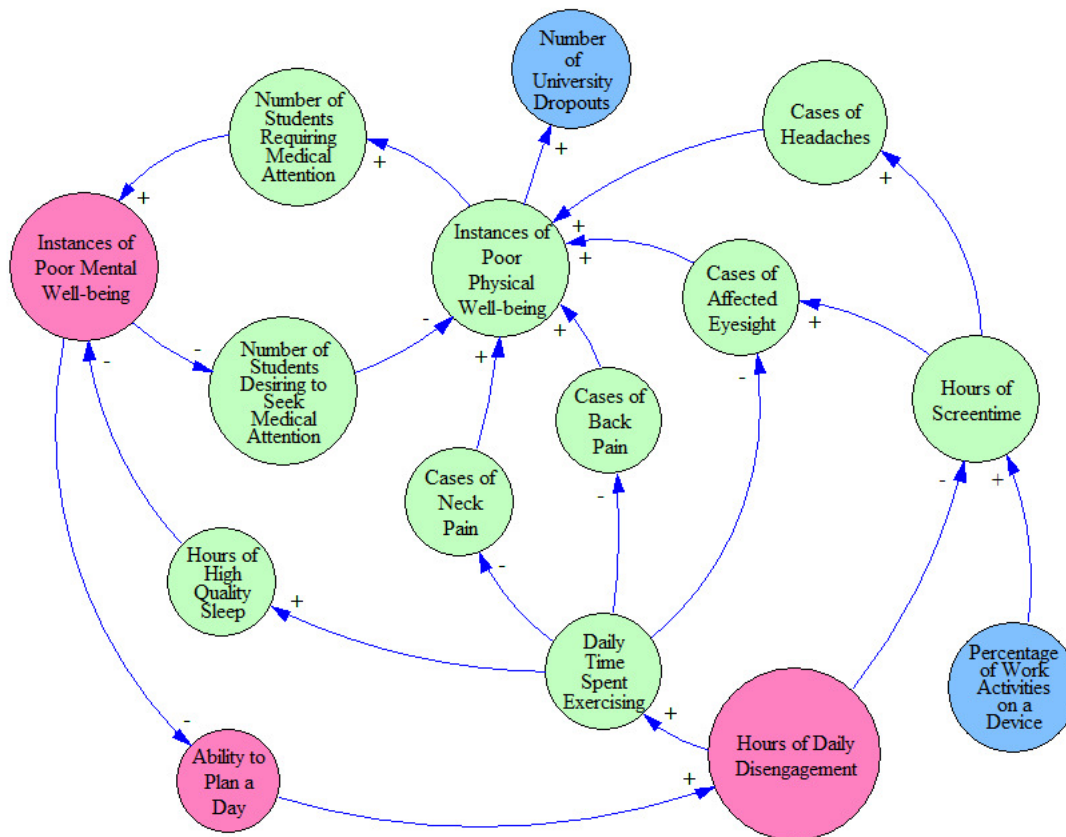 Number
of
University
Dropouts
Number of
Students
Requiring
Medical
Attention
Cases of
Headaches
Instances of
Poor Mental
Well-being
Instances of
Poor
Physical
Well-being
Cases of
Affected
Eyesight
Number of
Students
Desiring to
Seek
Medical
Attention
Cases of
Back
Pain
Hours of
Screentime
Cases of
Neck
Pain
Hours of
High
Quality
Sleep
Daily
Time
Spent
Exercising
Percentage
of Work
Activities
on a
Device
Ability to
Plan a
Day
Hours of Daily
Disengagement
+
+
+
+
+
+
+
+
+
+
+
+
+
+
-
-
-
-
-
-
-
-